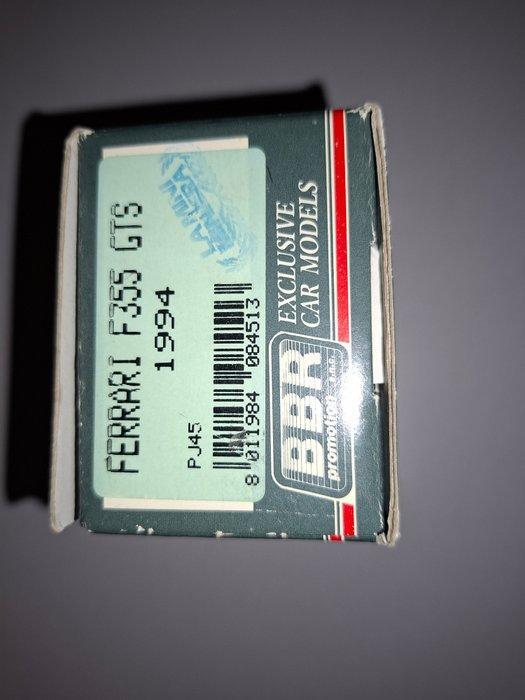 FERRARI F355 GTS
1994
PJ45
8 011984 084513
EXCLUSIVE
CAR MODELS
BBR
promotion s.n.c.